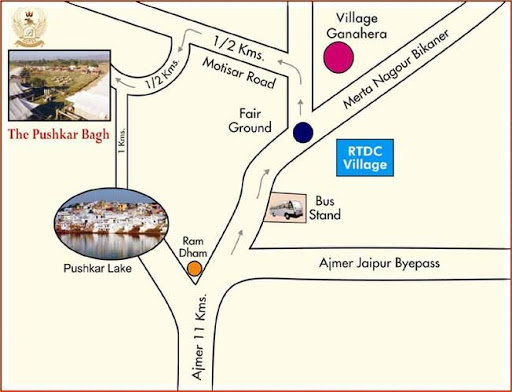 Village
Ganahera
1/2 Kms.
Motisar Road
Merta Nagour Bikaner
1/2 Kms.
Fair
Ground
The Pushkar Bagh
1 Kms.
RTDC
Village
Bus
Stand
Ram
Dham
Pushkar Lake
Ajmer Jaipur Byepass
Ajmer 11 Kms.